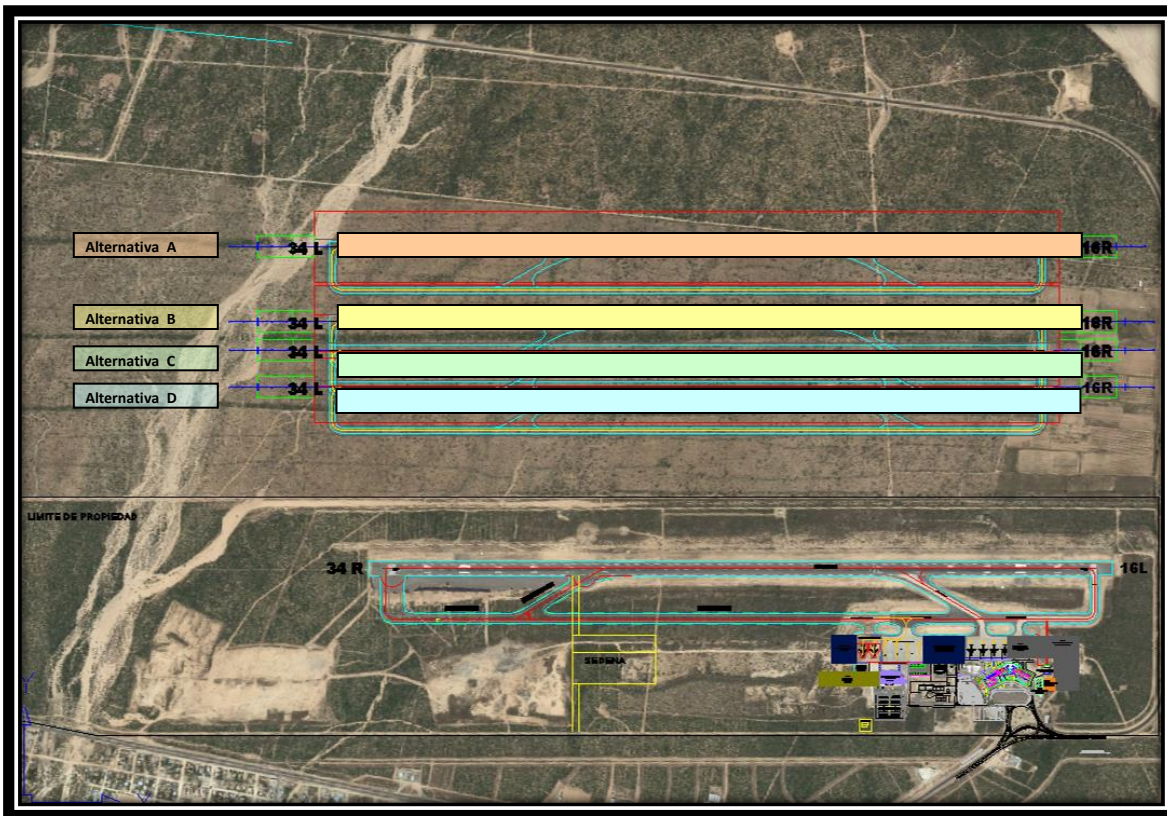 Alternativa A
34 L
16R
Alternativa B
34 L
16R
Alternativa C
34 L
16R
Alternativa D
34 L
16R
LIMITE DE PROPIEDAD
34 R
16L
SEDENA